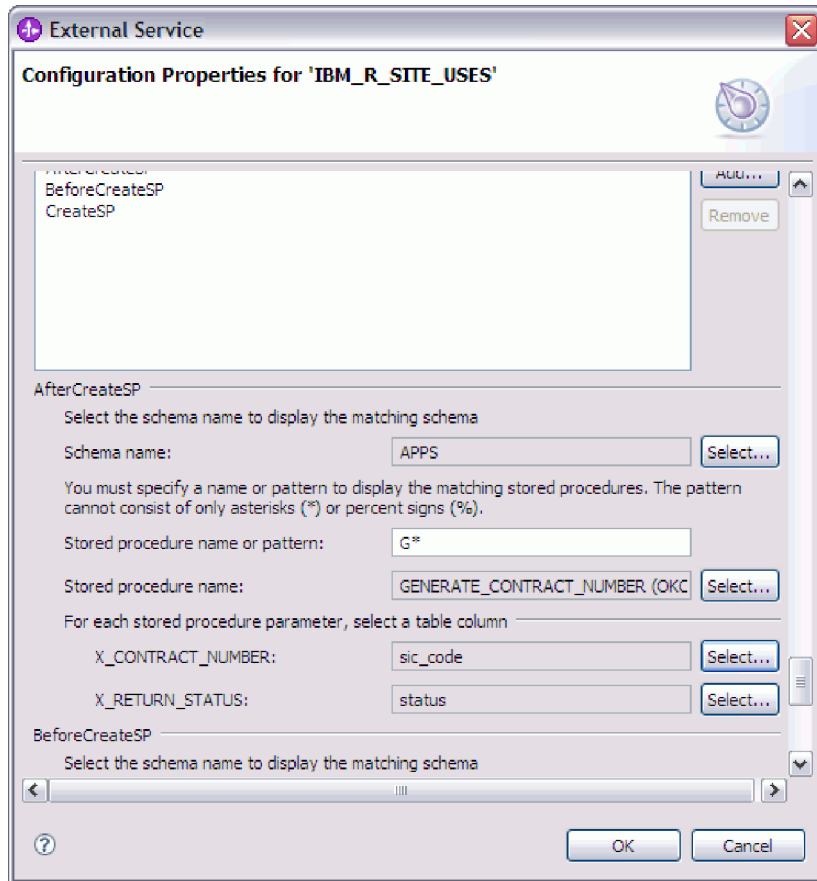 External Service
Configuration Properties for 'IBM_R_SITE_USES'
AfterCreateSP
Add...
BeforeCreateSP
CreateSP
Remove
AfterCreateSP
Select the schema name to display the matching schema
Schema name:
APPS
Select...
You must specify a name or pattern to display the matching stored procedures. The pattern
cannot consist of only asterisks (*) or percent signs (%).
Stored procedure name or pattern:
G*
Stored procedure name:
GENERATE_CONTRACT_NUMBER (OKC
Select...
For each stored procedure parameter, select a table column
X_CONTRACT_NUMBER:
sic_code
Select...
X_RETURN_STATUS:
status
Select...
BeforeCreateSP
Select the schema name to display the matching schema
?
OK
Cancel